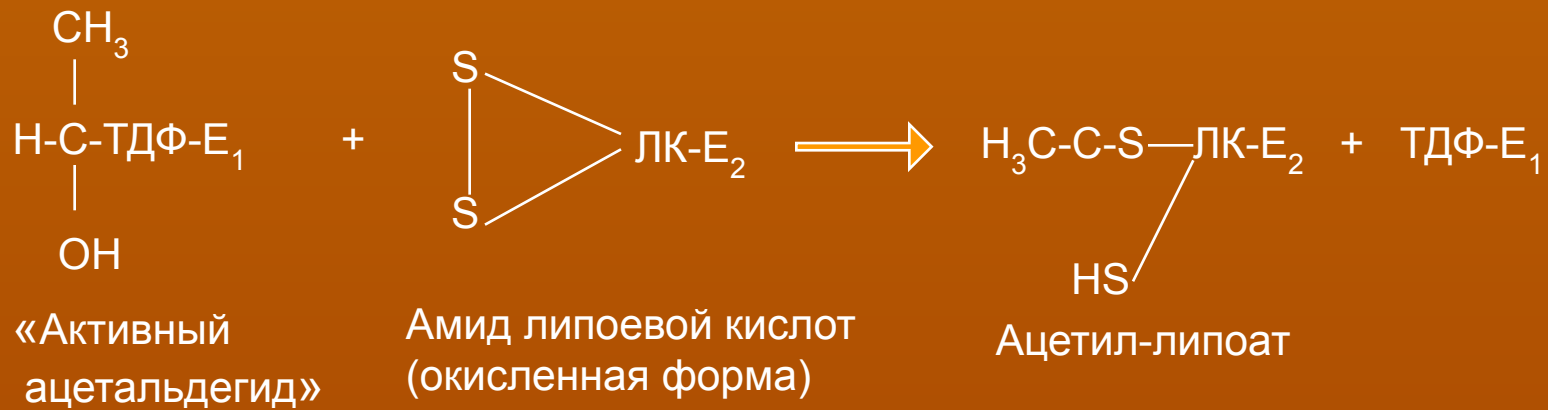 CH3
H-C-ТДФ-E1 + S S ЛК-E2 H3C-C-S ЛК-E2 + ТДФ-E1
OH
HS
«Активный
ацетальдегид»
Амид липоевой кислот
(окисленная форма)
Ацетил-липоат